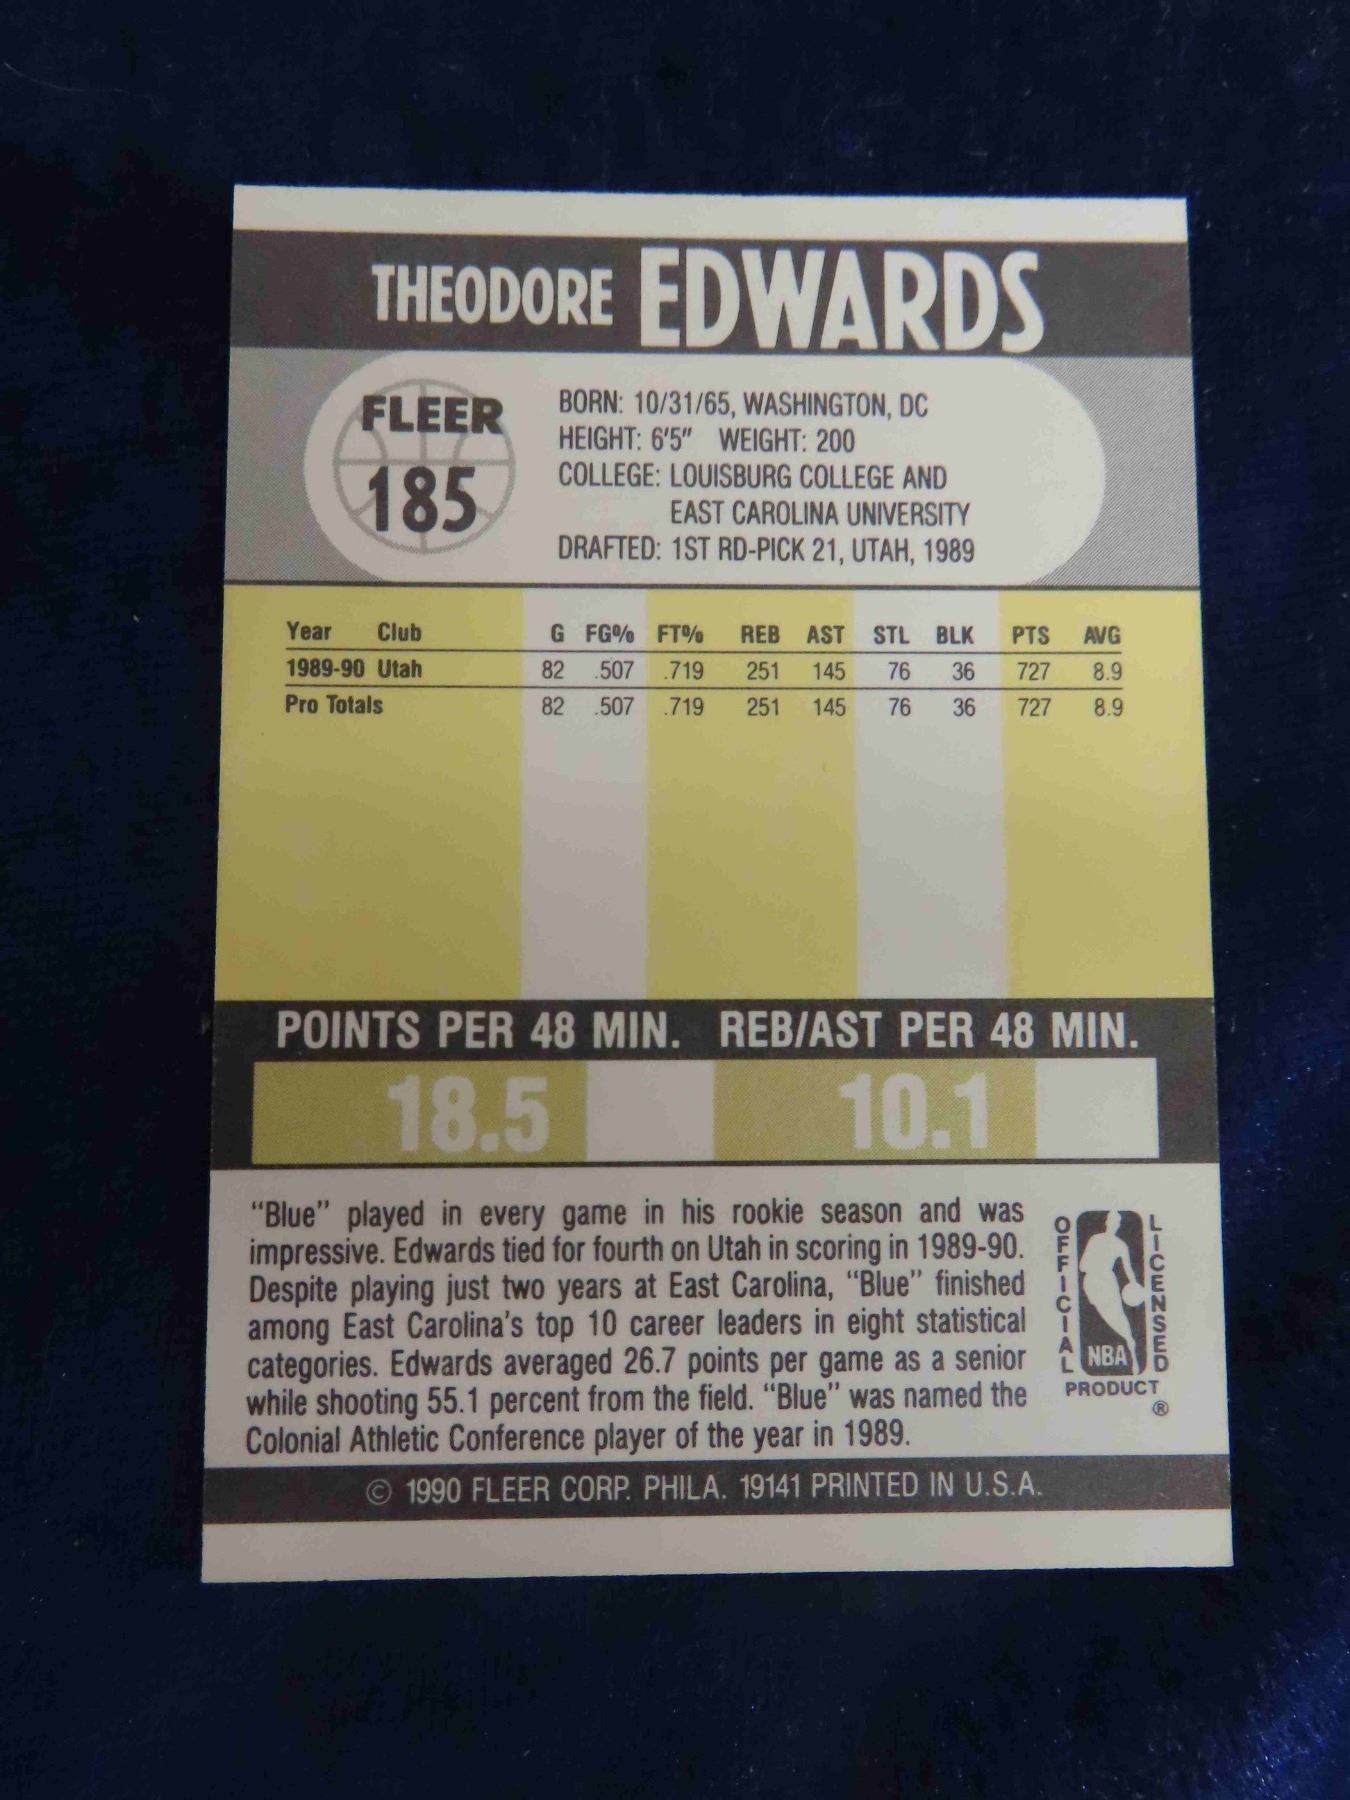 THEODORE EDWARDS
FLEER
185
BORN: 10/31/65, WASHINGTON, DC
HEIGHT: 6'5" WEIGHT: 200
COLLEGE: LOUISBURG COLLEGE AND
EAST CAROLINA UNIVERSITY
DRAFTED: 1ST RD-PICK 21, UTAH, 1989
Year Club G FG% FT% REB AST STL BLK PTS AVG
1989-90 Utah 82 .507 .719 251 145 76 36 727 8.9
Pro Totals 82 .507 .719 251 145 76 36 727 8.9
POINTS PER 48 MIN. REB/AST PER 48 MIN.
18.5 10.1
"Blue" played in every game in his rookie season and was
impressive. Edwards tied for fourth on Utah in scoring in 1989-90.
Despite playing just two years at East Carolina, "Blue" finished
among East Carolina's top 10 career leaders in eight statistical
categories. Edwards averaged 26.7 points per game as a senior
while shooting 55.1 percent from the field. "Blue" was named the
Colonial Athletic Conference player of the year in 1989.
OFFICIAL
NBA
LICENSED
PRODUCT
®
© 1990 FLEER CORP. PHILA. 19141 PRINTED IN U.S.A.